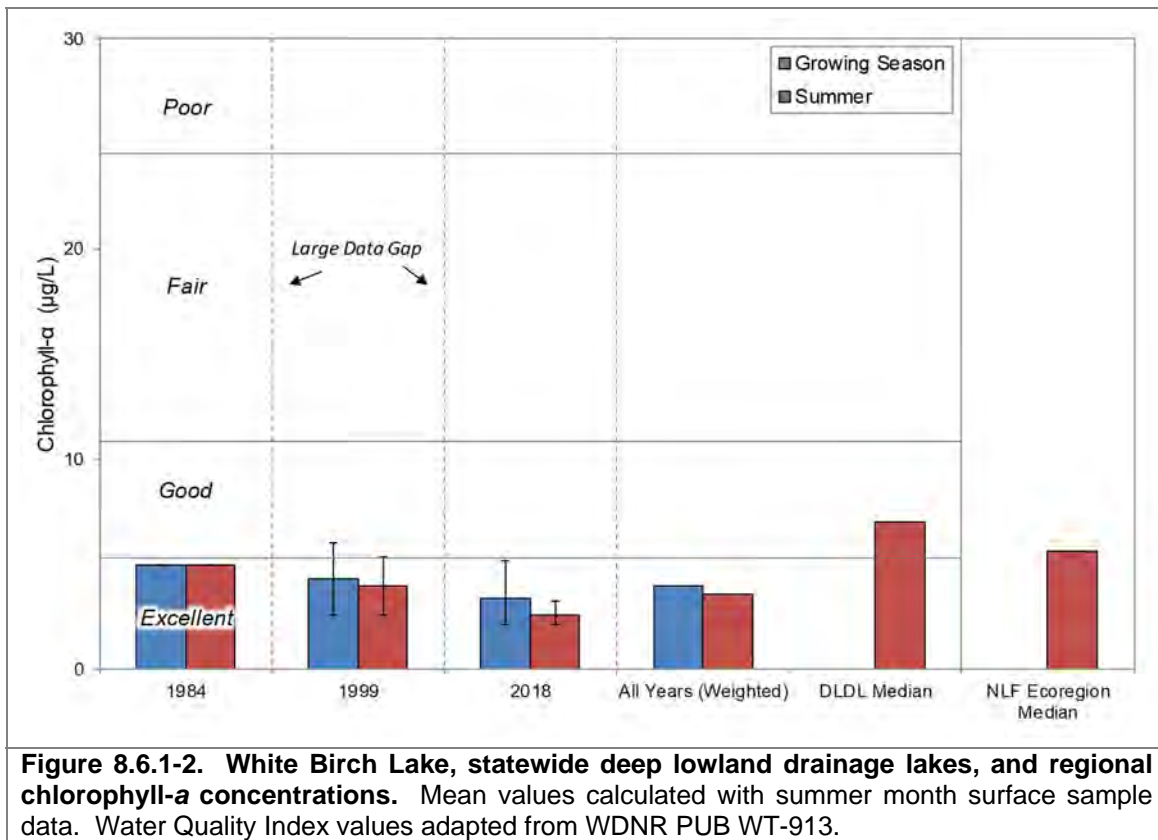 30
20
10
0
Chlorophyll-α (µg/L)
Growing Season
Summer
Poor
Fair
Good
Excellent
Large Data Gap
1984
1999
2018
All Years (Weighted)
DLDL Median
NLF Ecoregion
Median
Figure 8.6.1-2. White Birch Lake, statewide deep lowland drainage lakes, and regional
chlorophyll-a concentrations. Mean values calculated with summer month surface sample
data. Water Quality Index values adapted from WDNR PUB WT-913.